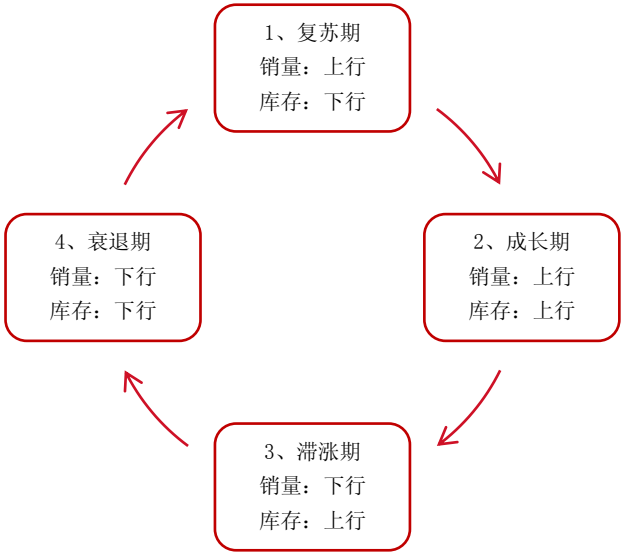 1、复苏期
销量：上行
库存：下行
2、成长期
销量：上行
库存：上行
3、滞涨期
销量：下行
库存：上行
4、衰退期
销量：下行
库存：下行